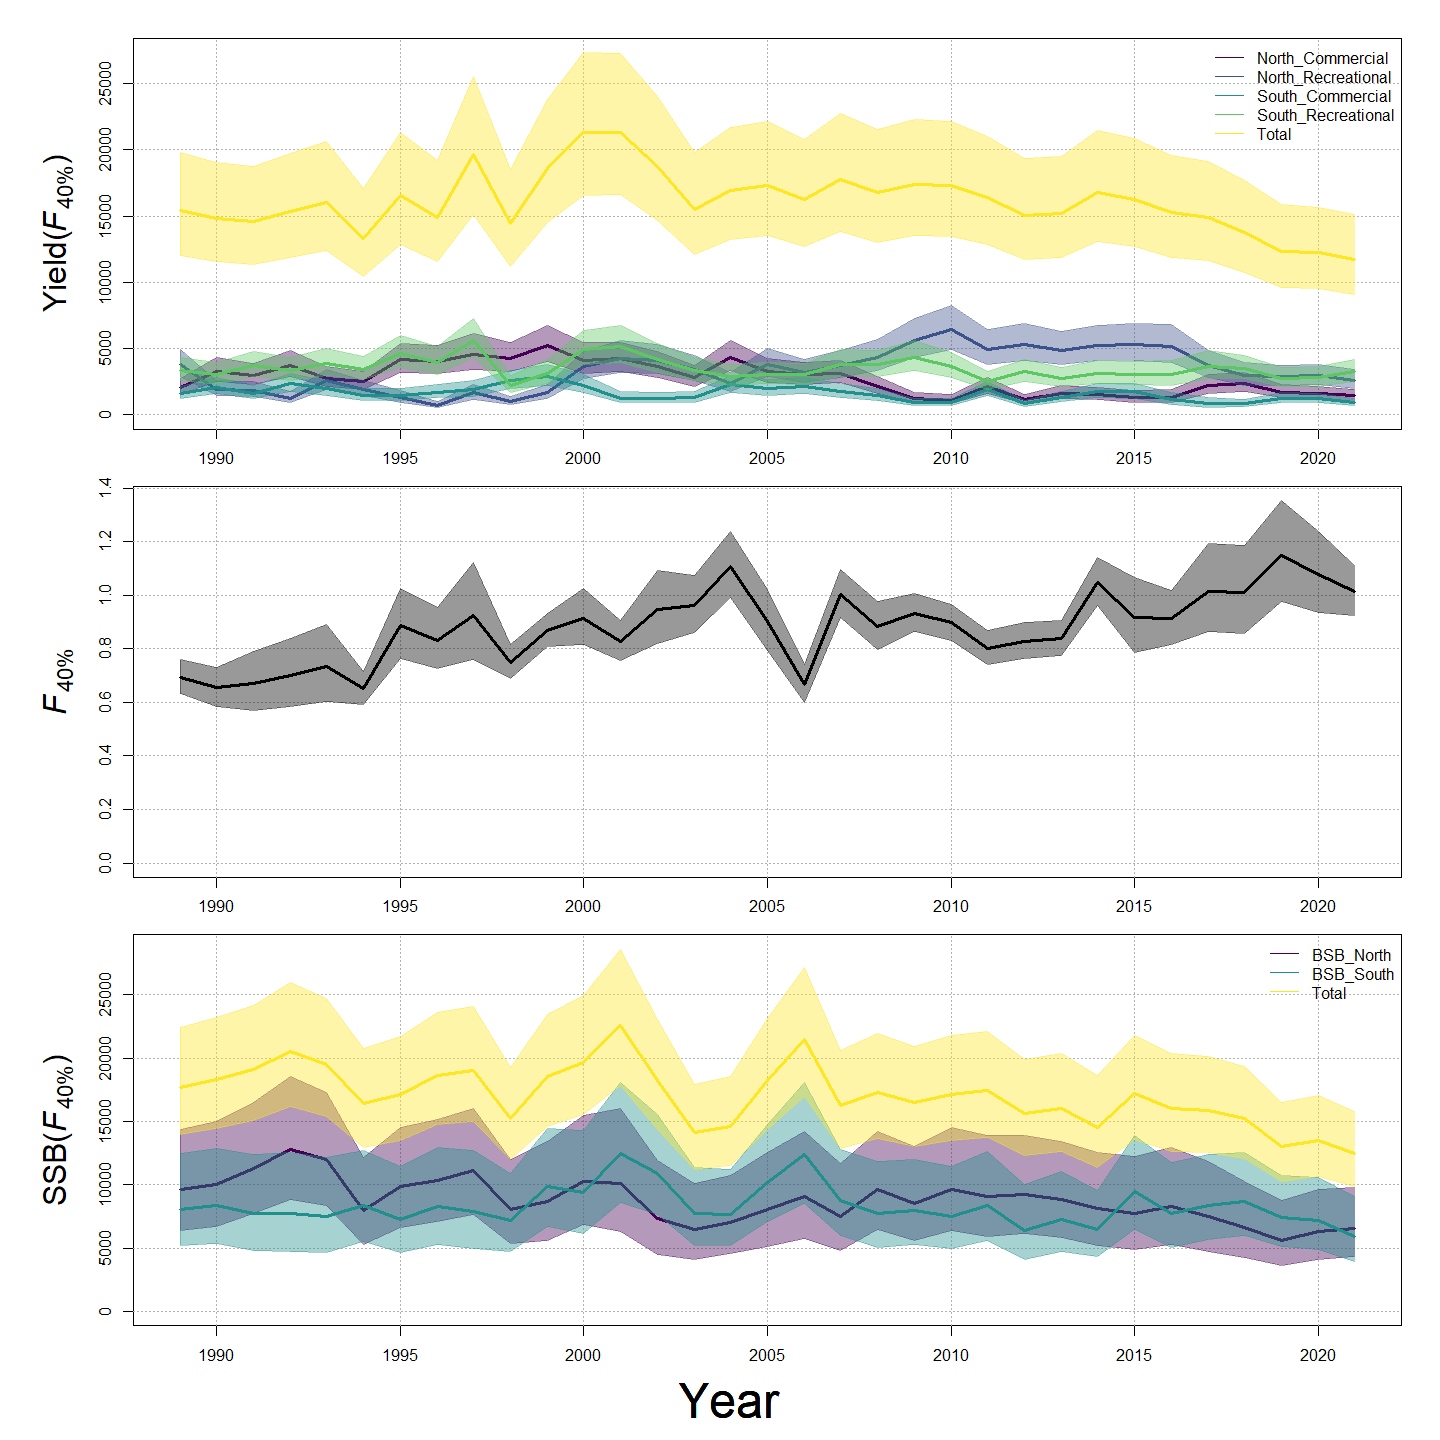 Yield(F40%)
25000
20000
15000
10000
5000
0
North_Commercial
North_Recreational
South_Commercial
South_Recreational
Total
1990 1995 2000 2005 2010 2015 2020
F40%
1.4
1.2
1.0
0.8
0.6
0.4
0.2
0.0
1990 1995 2000 2005 2010 2015 2020
SSB(F40%)
25000
20000
15000
10000
5000
0
BSB_North
BSB_South
Total
1990 1995 2000 2005 2010 2015 2020
Year